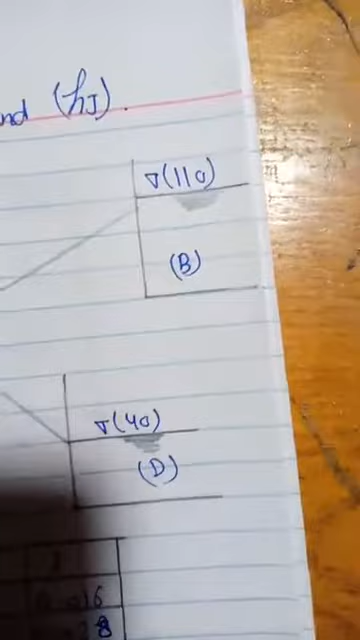 nd (hJ).
∇(110)
(B)
∇(40)
(D)